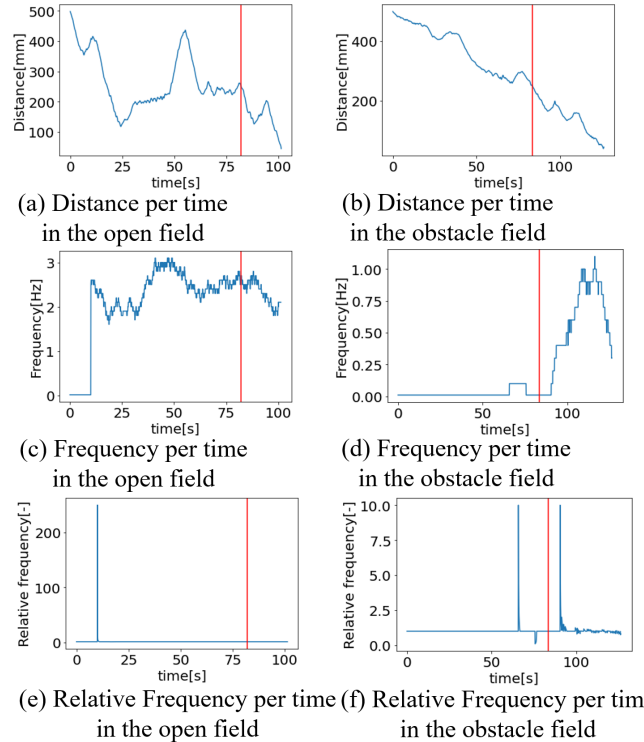 500
400
300
200
100
Distance[mm]
0 25 50 75 100
time[s]
(a) Distance per time
in the open field
400
200
Distance[mm]
0 50 100
time[s]
(b) Distance per time
in the obstacle field
3
2
1
0
Frequency[Hz]
0 25 50 75 100
time[s]
(c) Frequency per time
in the open field
1.00
0.75
0.50
0.25
0.00
Frequency[Hz]
0 50 100
time[s]
(d) Frequency per time
in the obstacle field
200
100
0
Relative frequency[-]
0 25 50 75 100
time[s]
(e) Relative Frequency per time
in the open field
10.0
7.5
5.0
2.5
0.0
Relative frequency[-]
0 50 100
time[s]
(f) Relative Frequency per tim
in the obstacle field